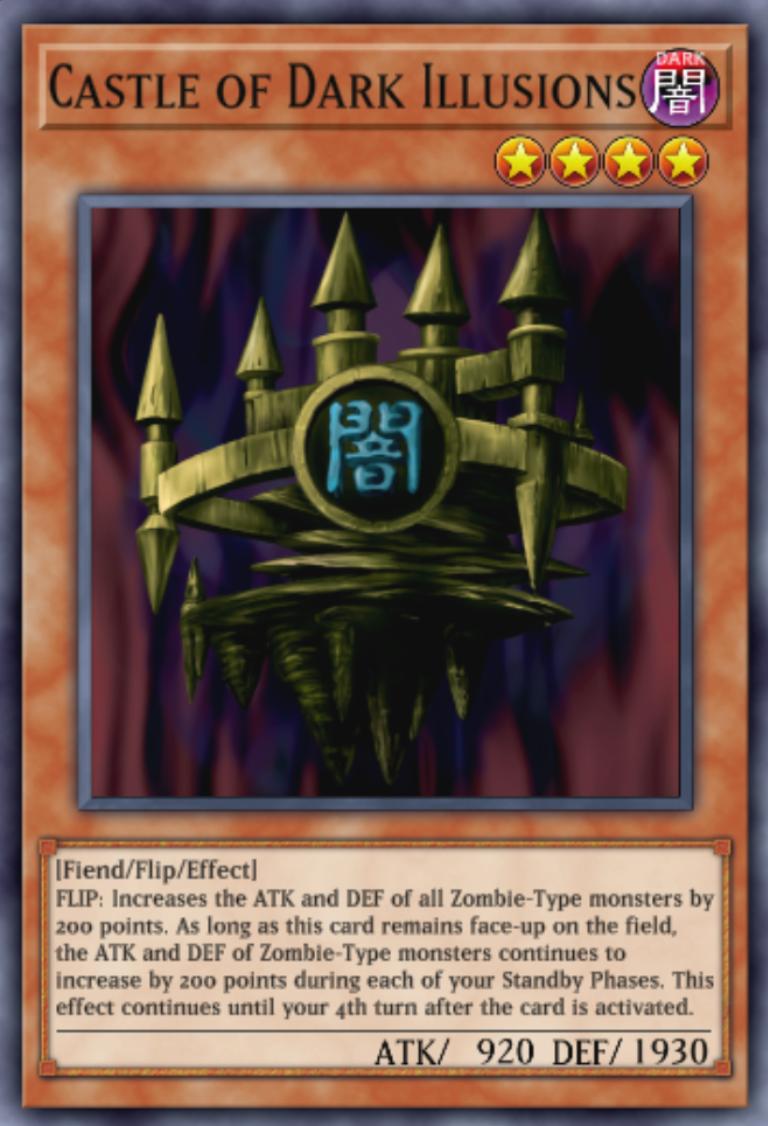 CASTLE OF DARK ILLUSIONS
DARK
闇
闇
[Fiend/Flip/Effect]
FLIP: Increases the ATK and DEF of all Zombie-Type monsters by
200 points. As long as this card remains face-up on the field,
the ATK and DEF of Zombie-Type monsters continues to
increase by 200 points during each of your Standby Phases. This
effect continues until your 4th turn after the card is activated.
ATK/ 920 DEF/ 1930